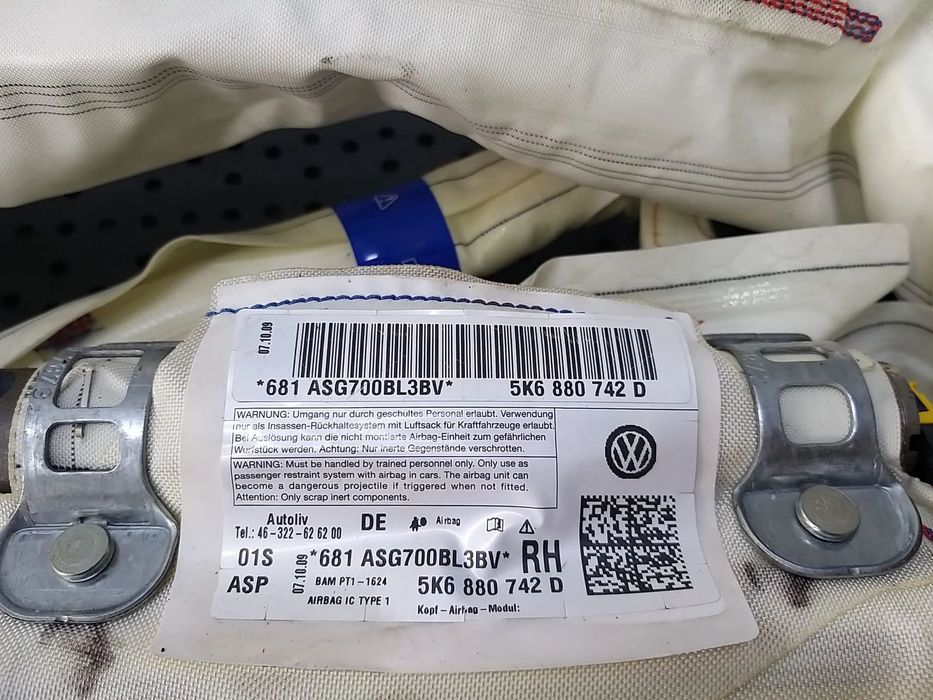 07.10.09
*681 ASG700BL3BV* 5K6 880 742 D
WARNING: Umgang nur durch geschultes Personal erlaubt. Verwendung
nur als Insassen-Rückhaltesystem mit Luftsack für Kraftfahrzeuge erlaubt.
Bei Auslösung kann die nicht montierte Airbag-Einheit zum gefährlichen
Wurfstück werden. Achtung: Nur inerte Gegenstände verschrotten.
WARNING: Must be handled by trained personnel only. Only use as
passenger restraint system with airbag in cars. The airbag unit can
become a dangerous projectile if triggered when not fitted.
Attention: Only scrap inert components.
Autoliv DE Airbag
Tel.: 46-322-626200
01S *681 ASG700BL3BV* RH
ASP 07.10.09 BAM PT1-1624 5K6 880 742 D
AIRBAG IC TYPE 1 Kopf-Airbag-Modul: